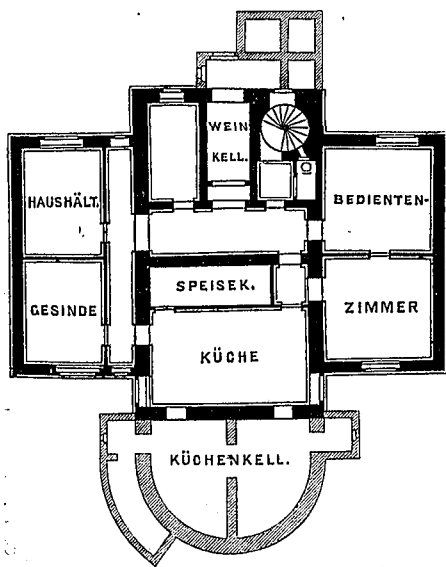 WEIN
KELL.
HAUSHÄLT.
BEDIENTEN-
GESINDE
SPEISEK.
ZIMMER
KÜCHE
KÜCHENKELL.